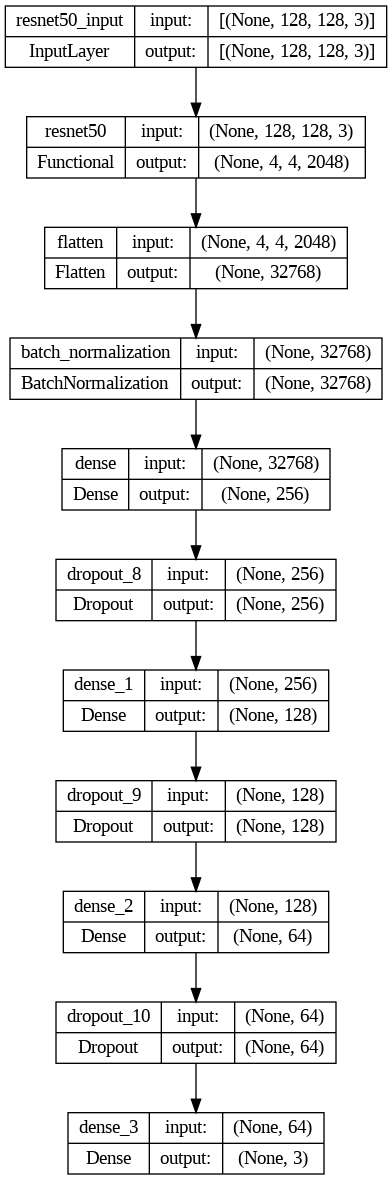 resnet50_input input: [(None, 128, 128, 3)]
InputLayer output: [(None, 128, 128, 3)]
resnet50 input: (None, 128, 128, 3)
Functional output: (None, 4, 4, 2048)
flatten input: (None, 4, 4, 2048)
Flatten output: (None, 32768)
batch_normalization input: (None, 32768)
BatchNormalization output: (None, 32768)
dense input: (None, 32768)
Dense output: (None, 256)
dropout_8 input: (None, 256)
Dropout output: (None, 256)
dense_1 input: (None, 256)
Dense output: (None, 128)
dropout_9 input: (None, 128)
Dropout output: (None, 128)
dense_2 input: (None, 128)
Dense output: (None, 64)
dropout_10 input: (None, 64)
Dropout output: (None, 64)
dense_3 input: (None, 64)
Dense output: (None, 3)